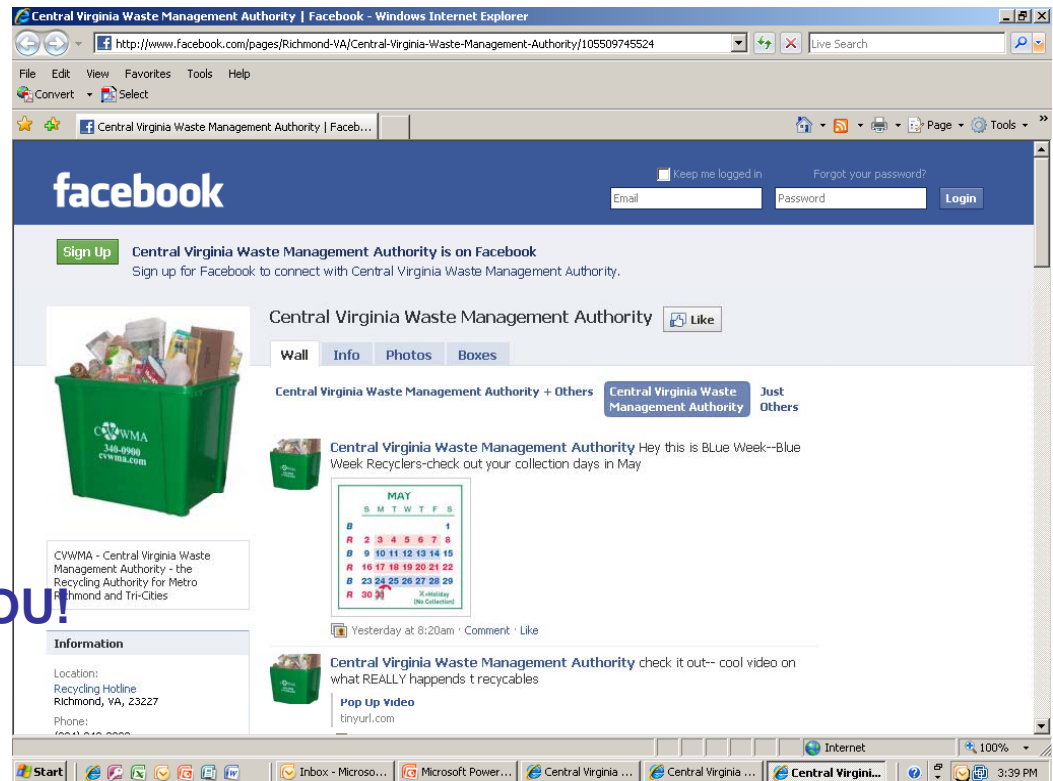 Central Virginia Waste Management Authority | Facebook - Windows Internet Explorer
http://www.facebook.com/pages/Richmond-VA/Central-Virginia-Waste-Management-Authority/105509745524
Live Search
File Edit View Favorites Tools Help
Convert Select
Central Virginia Waste Management Authority | Faceb...
Page Tools
facebook
Keep me logged in Forgot your password?
Email Password Login
Sign Up
Central Virginia Waste Management Authority is on Facebook
Sign up for Facebook to connect with Central Virginia Waste Management Authority.
CVWMA
340-0900
cvwma.com
CVWMA - Central Virginia Waste
Management Authority - the
Recycling Authority for Metro
Richmond and Tri-Cities
OU!
Information
Location:
Recycling Hotline
Richmond, VA, 23227
Phone:
Central Virginia Waste Management Authority Like
Wall Info Photos Boxes
Central Virginia Waste Management Authority + Others
Central Virginia Waste
Management Authority
Just
Others
Central Virginia Waste Management Authority Hey this is BLue Week--Blue
Week Recyclers-check out your collection days in May
MAY
S M T W T F S
B 1
R 2 3 4 5 6 7 8
B 9 10 11 12 13 14 15
R 16 17 18 19 20 21 22
B 23 24 25 26 27 28 29
R 30 31 X=Holiday
(No Collection)
Yesterday at 8:20am · Comment · Like
Central Virginia Waste Management Authority check it out-- cool video on
what REALLY happends t recycables
Pop Up Video
tinyurl.com
Internet 100%
Start Inbox - Microso... Microsoft Power... Central Virginia ... Central Virginia ... Central Virgini... 3:39 PM